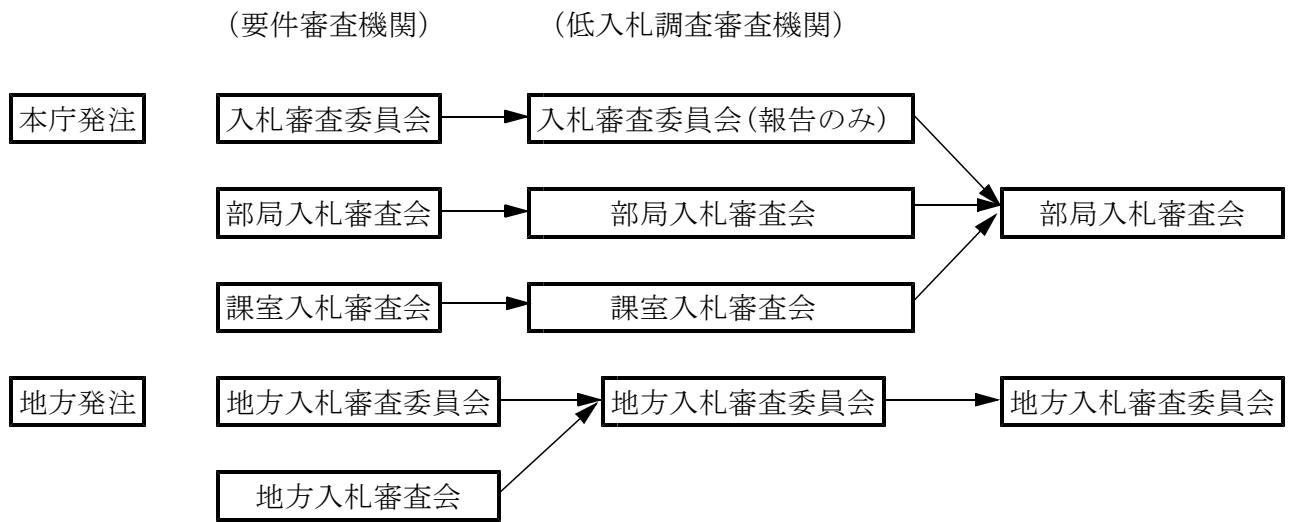 (要件審査機関) (低入札調査審査機関)
本庁発注 入札審査委員会 入札審査委員会(報告のみ)
部局入札審査会 部局入札審査会 部局入札審査会
課室入札審査会 課室入札審査会
地方発注 地方入札審査委員会 地方入札審査委員会 地方入札審査委員会
地方入札審査会